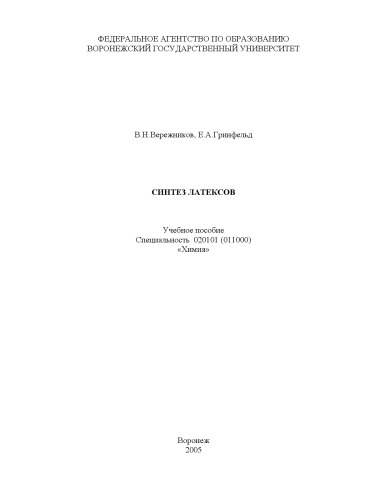 ФЕДЕРАЛЬНОЕ АГЕНТСТВО ПО ОБРАЗОВАНИЮ
ВОРОНЕЖСКИЙ ГОСУДАРСТВЕННЫЙ УНИВЕРСИТЕТ
В.Н.Вережников, Е.А.Гринфельд
СИНТЕЗ ЛАТЕКСОВ
Учебное пособие
Специальность 020101 (011000)
«Химия»
Воронеж
2005